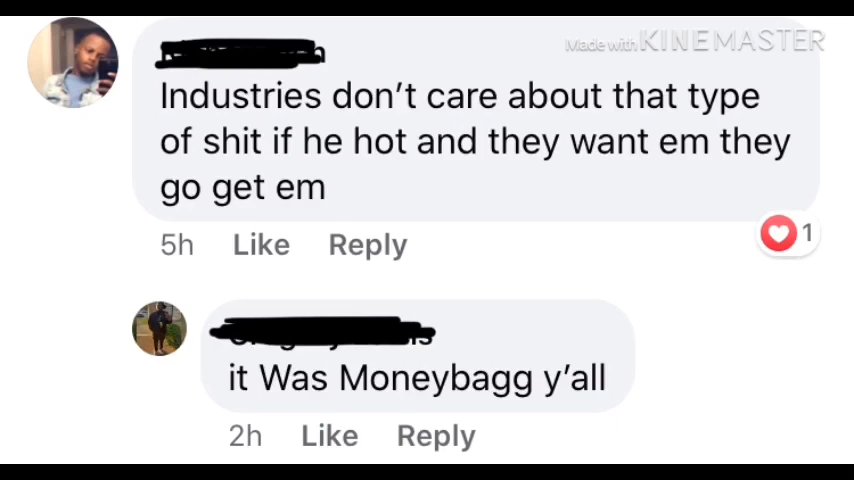 Made with KINEMASTER
Industries don't care about that type
of shit if he hot and they want em they
go get em
5h Like Reply
1
it Was Moneybagg y'all
2h Like Reply